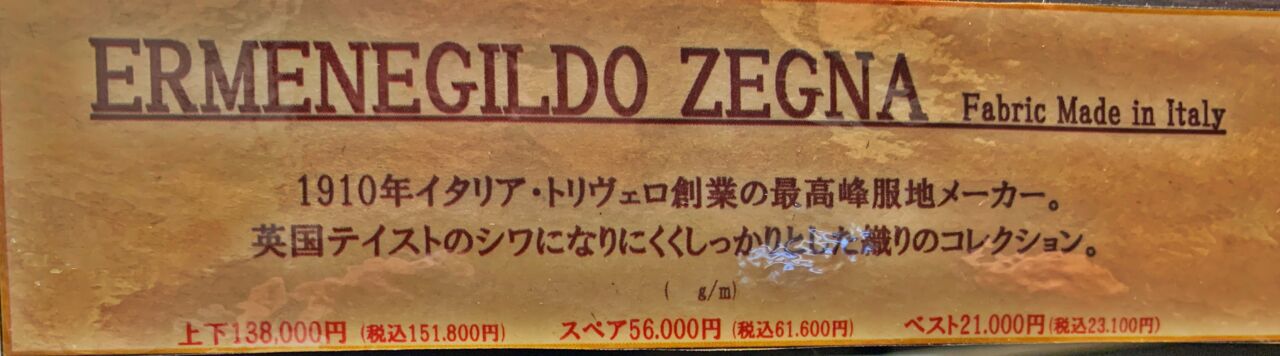 ERMENEGILDO ZEGNA Fabric Made in Italy
1910年イタリア・トリヴェロ創業の最高峰服地メーカー。
英国テイストのシワになりにくくしっかりとした織りのコレクション。
( g/m)
上下138,000円 (税込151.800円) スペア56.000円 (税込61.600円) ベスト21.000円(税込23.100円)